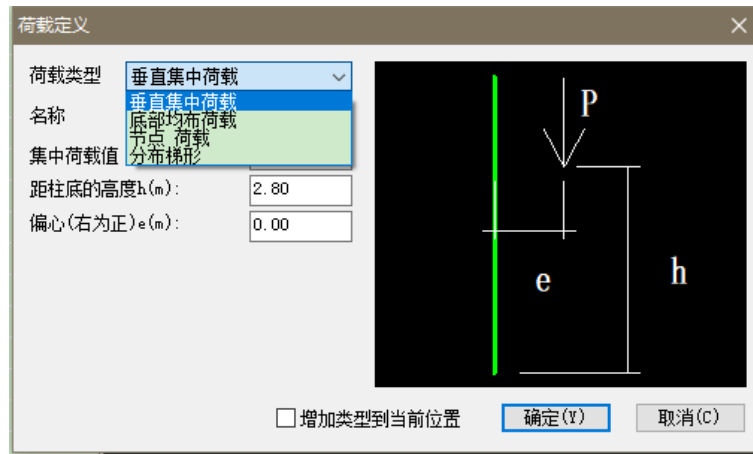 荷载定义
荷载类型 垂直集中荷载
垂直集中荷载
名称 底部均布荷载
节点 荷载
集中荷载值 分布梯形
距柱底的高度h(m): 2.80
偏心(右为正)e(m): 0.00
P
e
h
增加类型到当前位置 确定(Y) 取消(C)